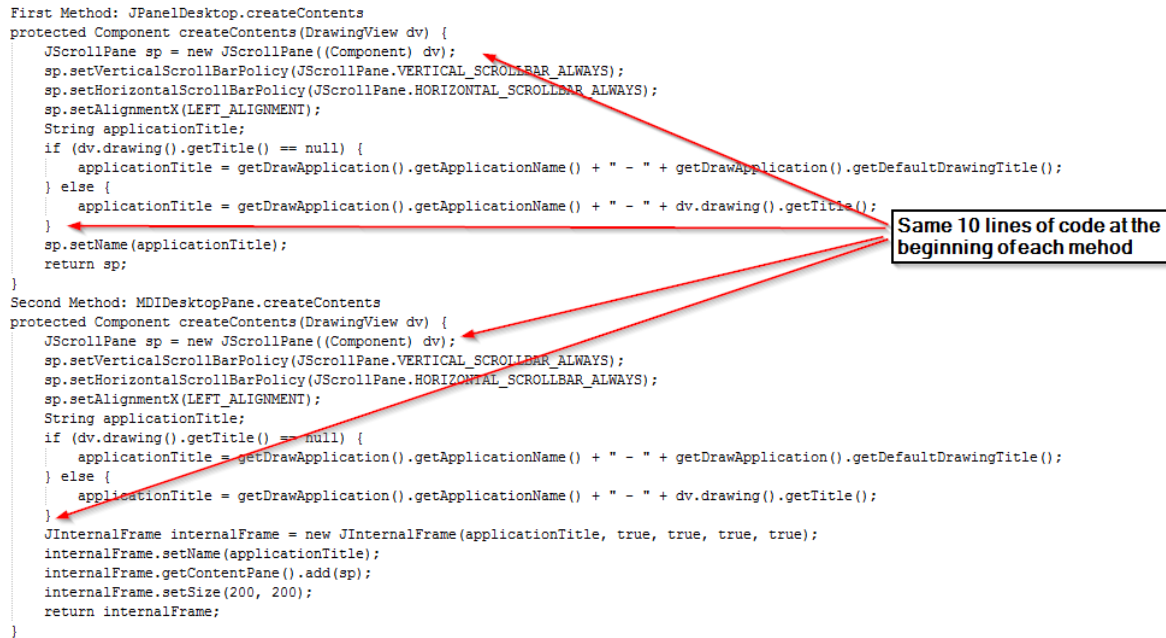 First Method: JPanelDesktop.createContents
protected Component createContents(DrawingView dv) {
JScrollPane sp = new JScrollPane((Component) dv);
sp.setVerticalScrollBarPolicy(JScrollPane.VERTICAL_SCROLLBAR_ALWAYS);
sp.setHorizontalScrollBarPolicy(JScrollPane.HORIZONTAL_SCROLLBAR_ALWAYS);
sp.setAlignmentX(LEFT_ALIGNMENT);
String applicationTitle;
if (dv.drawing().getTitle() == null) {
applicationTitle = getDrawApplication().getApplicationName() + " - " + getDrawApplication().getDefaultDrawingTitle();
} else {
applicationTitle = getDrawApplication().getApplicationName() + " - " + dv.drawing().getTitle();
}
sp.setName(applicationTitle);
return sp;
}
Same 10 lines of code at the
beginning of each mehod
Second Method: MDIDesktopPane.createContents
protected Component createContents(DrawingView dv) {
JScrollPane sp = new JScrollPane((Component) dv);
sp.setVerticalScrollBarPolicy(JScrollPane.VERTICAL_SCROLLBAR_ALWAYS);
sp.setHorizontalScrollBarPolicy(JScrollPane.HORIZONTAL_SCROLLBAR_ALWAYS);
sp.setAlignmentX(LEFT_ALIGNMENT);
String applicationTitle;
if (dv.drawing().getTitle() == null) {
applicationTitle = getDrawApplication().getApplicationName() + " - " + getDrawApplication().getDefaultDrawingTitle();
} else {
applicationTitle = getDrawApplication().getApplicationName() + " - " + dv.drawing().getTitle();
}
JInternalFrame internalFrame = new JInternalFrame(applicationTitle, true, true, true, true);
internalFrame.setName(applicationTitle);
internalFrame.getContentPane().add(sp);
internalFrame.setSize(200, 200);
return internalFrame;
}